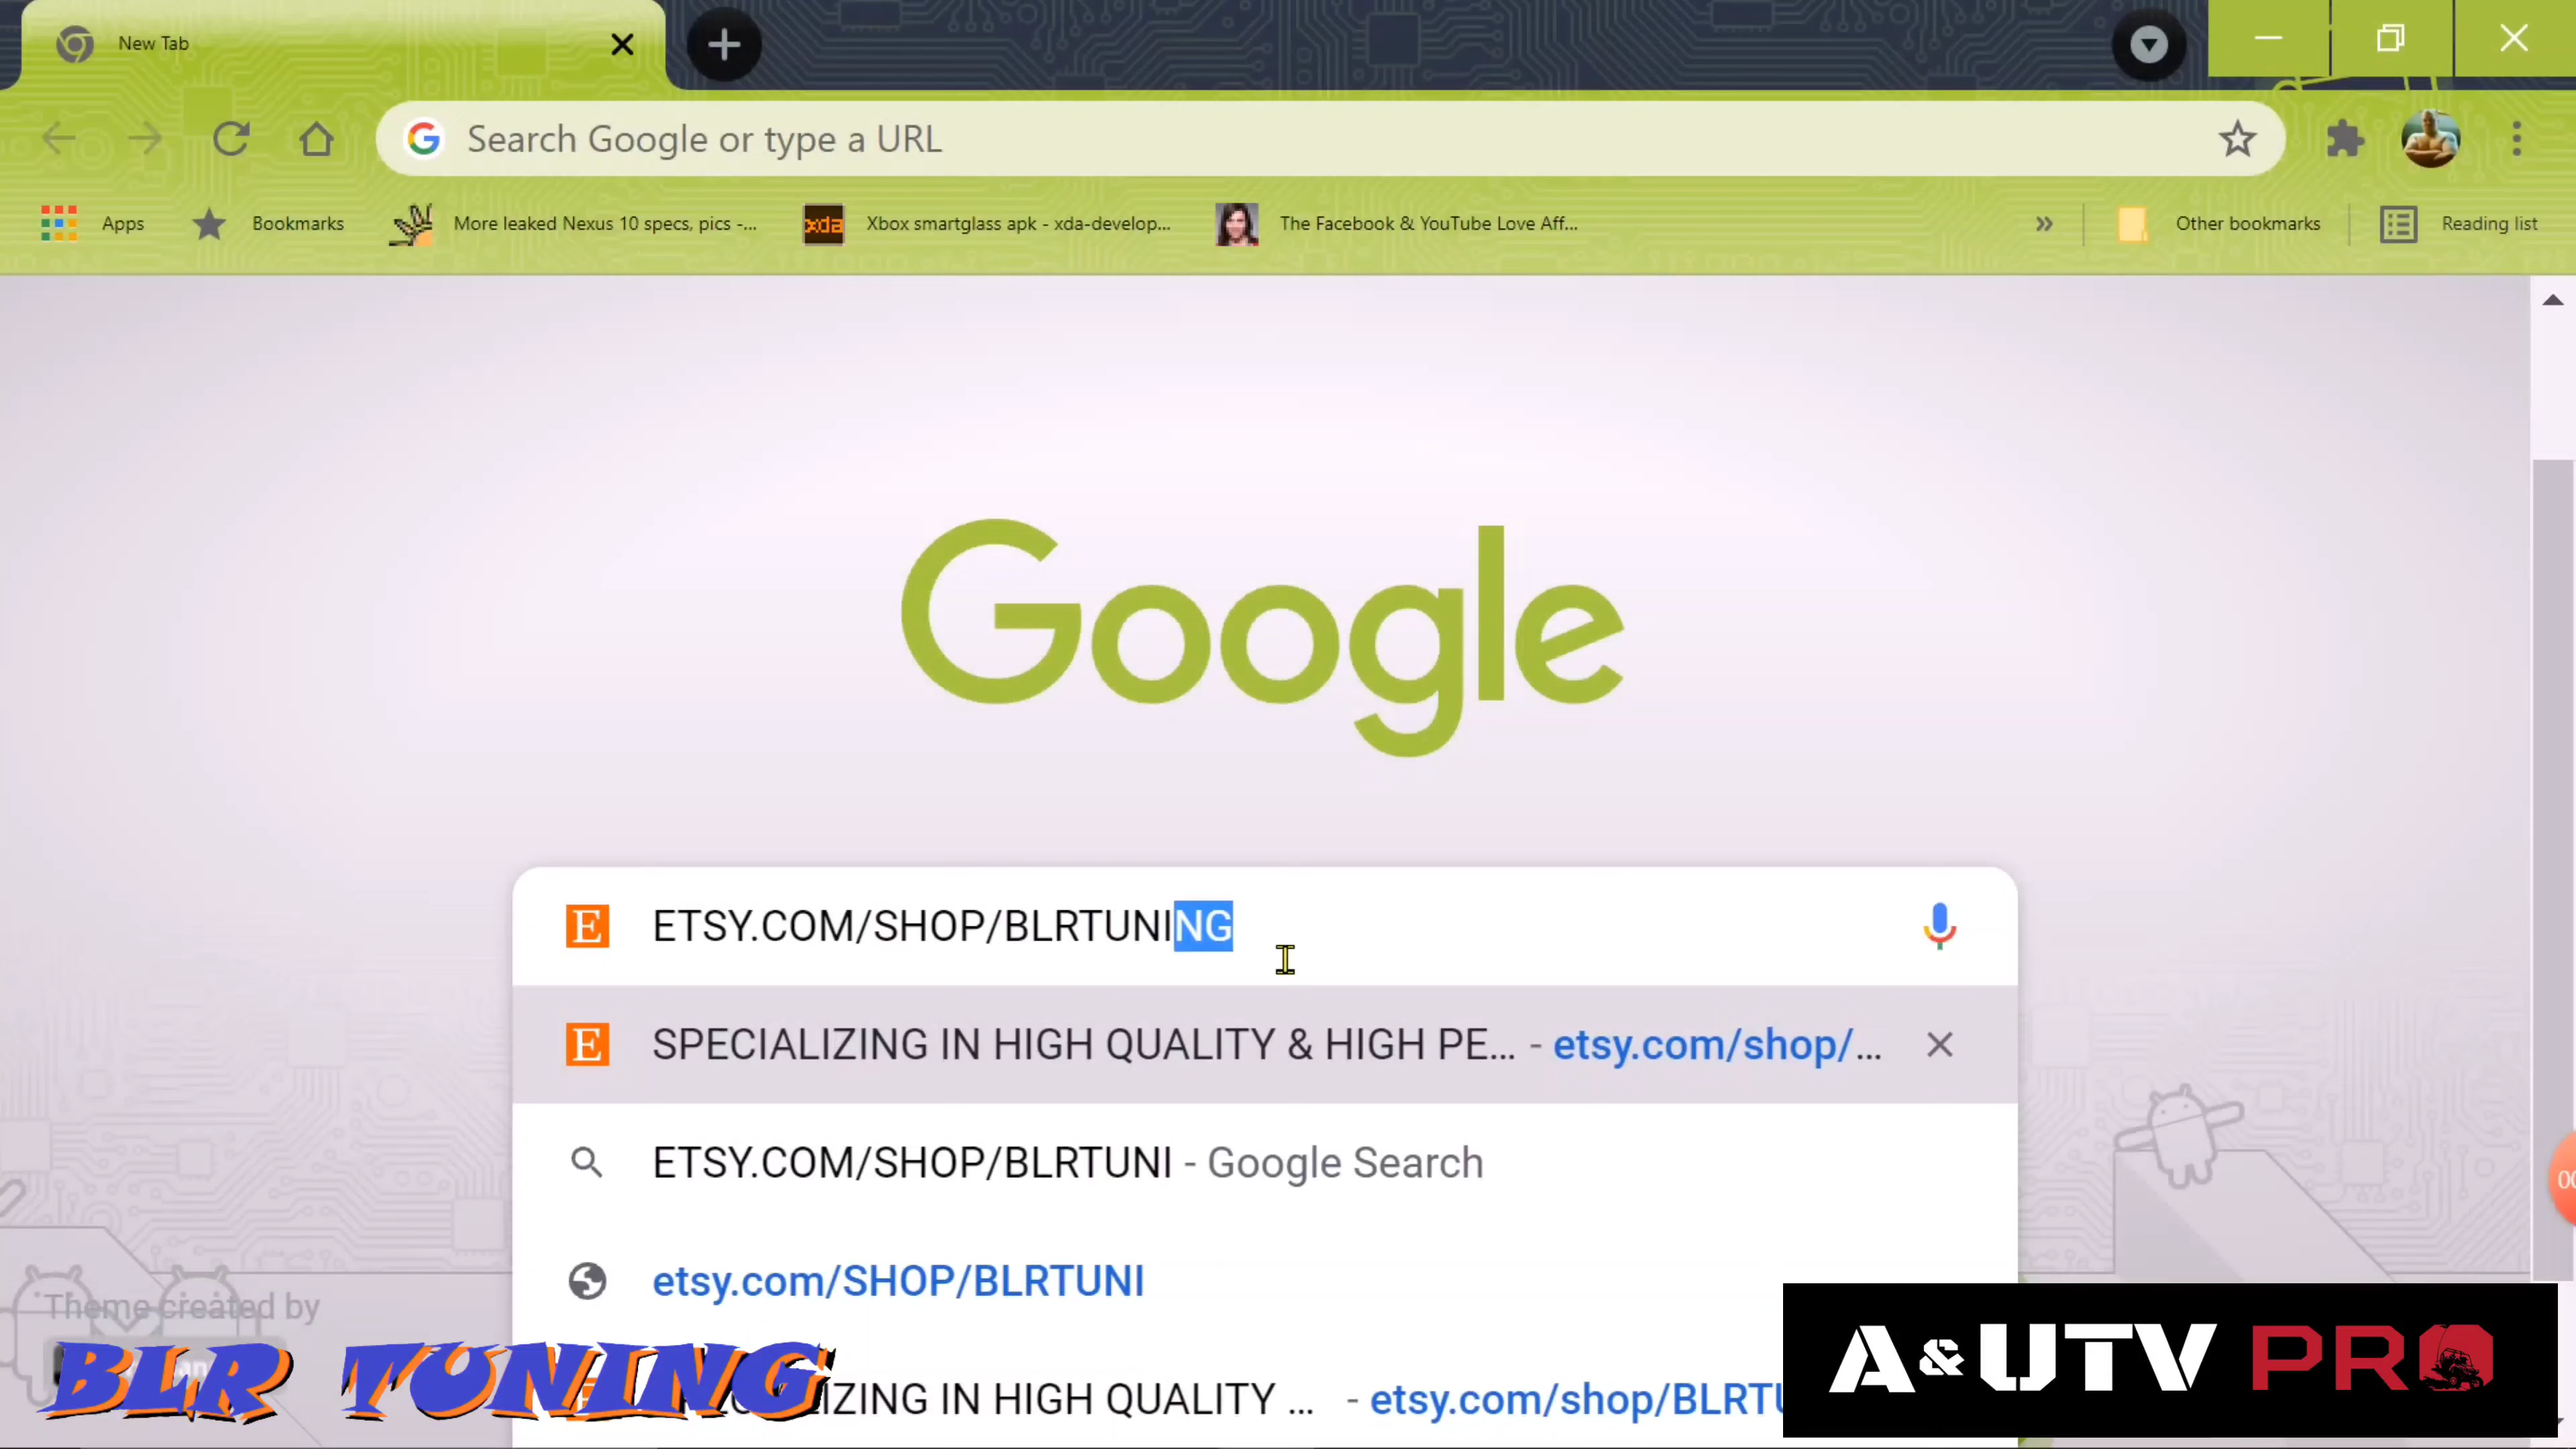 New Tab
Search Google or type a URL
Apps
Bookmarks
More leaked Nexus 10 specs, pics -...
xda
Xbox smartglass apk - xda-develop...
The Facebook & YouTube Love Aff...
»
Other bookmarks
Reading list
Google
E ETSY.COM/SHOP/BLRTUNING
E SPECIALIZING IN HIGH QUALITY & HIGH PE... - etsy.com/shop/...
ETSY.COM/SHOP/BLRTUNI - Google Search
etsy.com/SHOP/BLRTUNI
Theme created by
BLR TUNING
IZING IN HIGH QUALITY ... - etsy.com/shop/BLRTU
A&UTV PRO